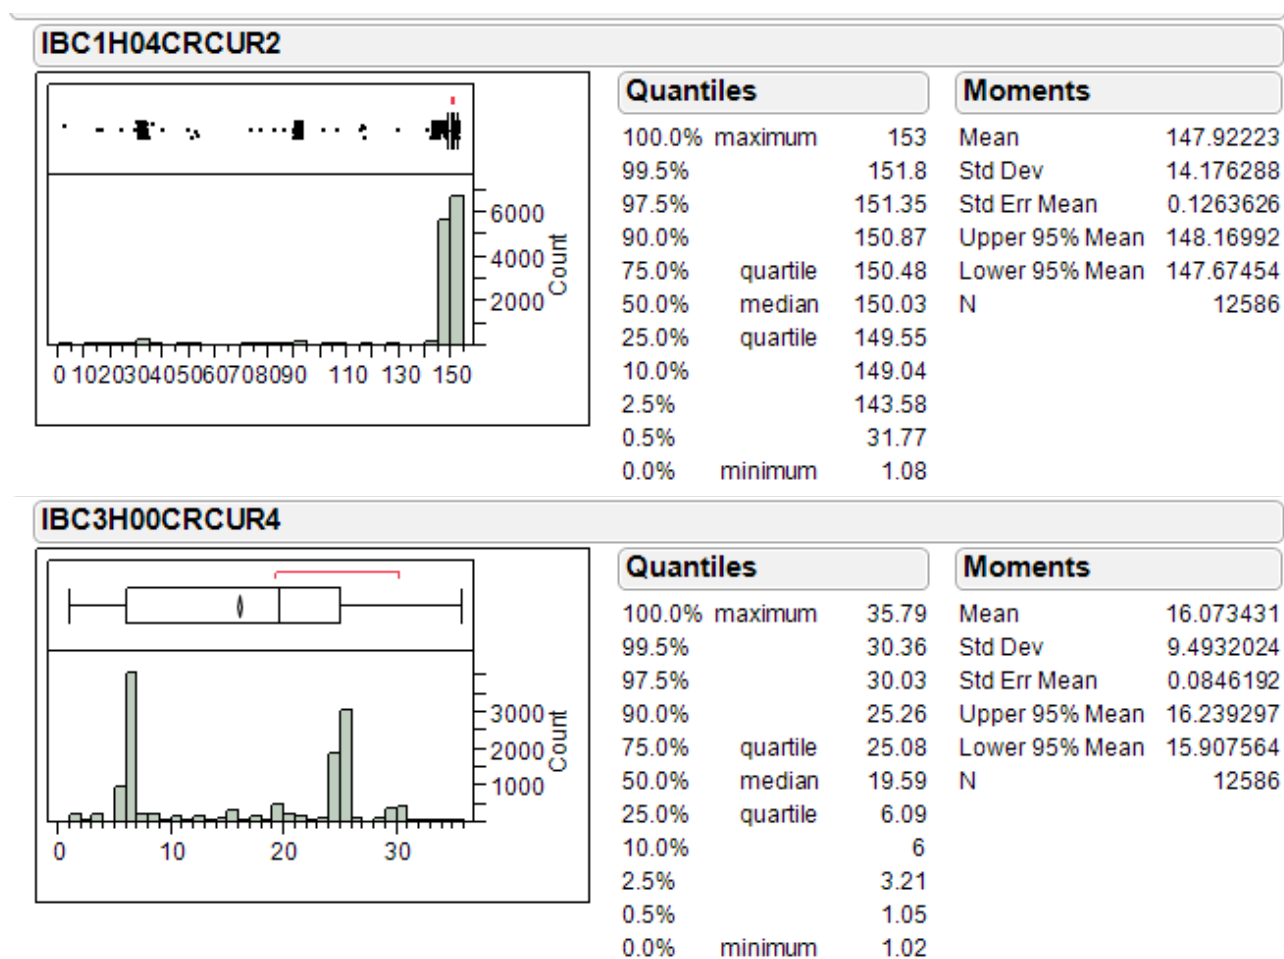 IBC1H04CRCUR2
6000
4000
2000
Count
0 102030405060708090 110 130 150
Quantiles
100.0% maximum 153
99.5% 151.8
97.5% 151.35
90.0% 150.87
75.0% quartile 150.48
50.0% median 150.03
25.0% quartile 149.55
10.0% 149.04
2.5% 143.58
0.5% 31.77
0.0% minimum 1.08
Moments
Mean 147.92223
Std Dev 14.176288
Std Err Mean 0.1263626
Upper 95% Mean 148.16992
Lower 95% Mean 147.67454
N 12586
IBC3H00CRCUR4
3000
2000
1000
Count
0 10 20 30
Quantiles
100.0% maximum 35.79
99.5% 30.36
97.5% 30.03
90.0% 25.26
75.0% quartile 25.08
50.0% median 19.59
25.0% quartile 6.09
10.0% 6
2.5% 3.21
0.5% 1.05
0.0% minimum 1.02
Moments
Mean 16.073431
Std Dev 9.4932024
Std Err Mean 0.0846192
Upper 95% Mean 16.239297
Lower 95% Mean 15.907564
N 12586